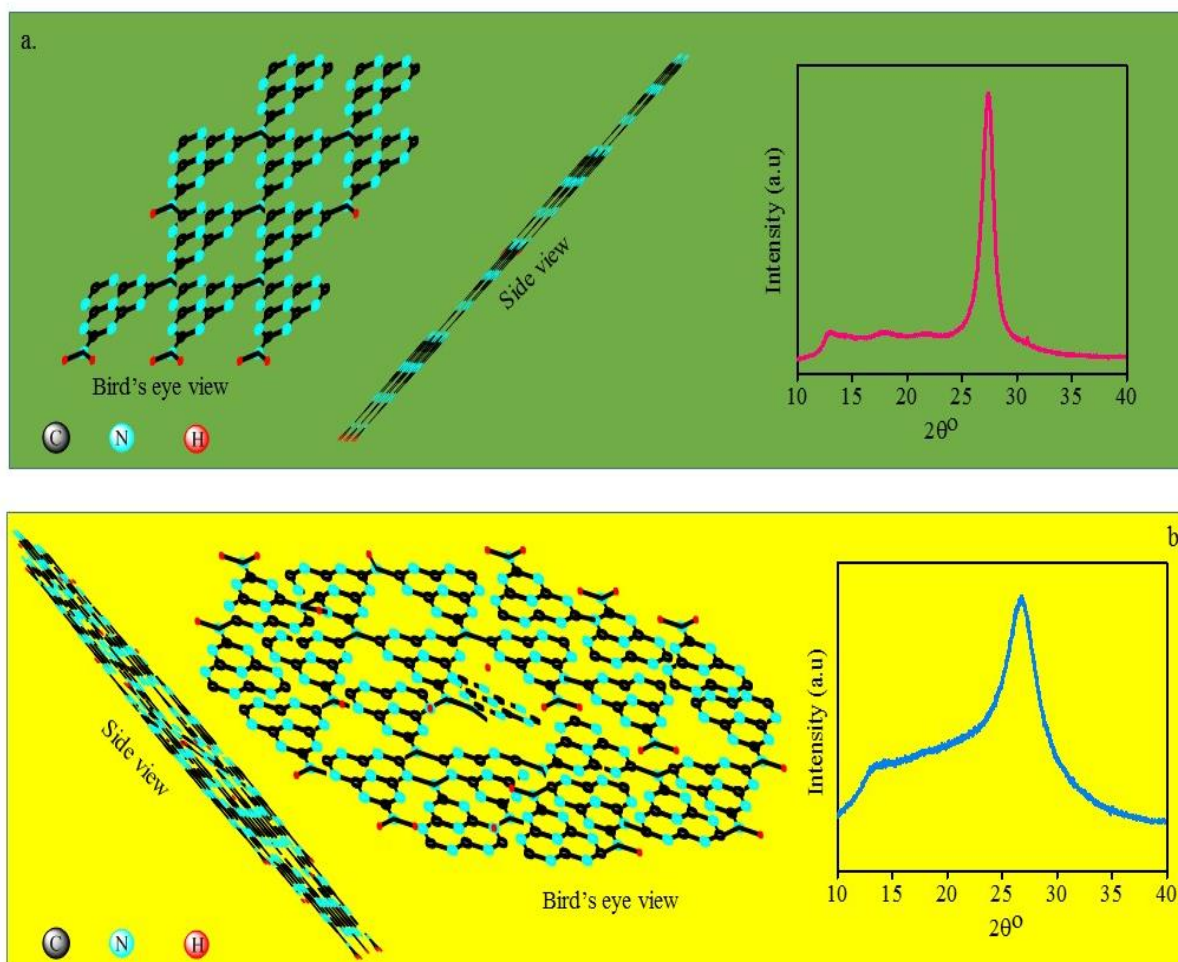 a.
Side view
Bird's eye view
C N H
Intensity (a.u)
10 15 20 25 30 35 40
2θº
b
Side view
Bird's eye view
C N H
Intensity (a.u)
10 15 20 25 30 35 40
2θº